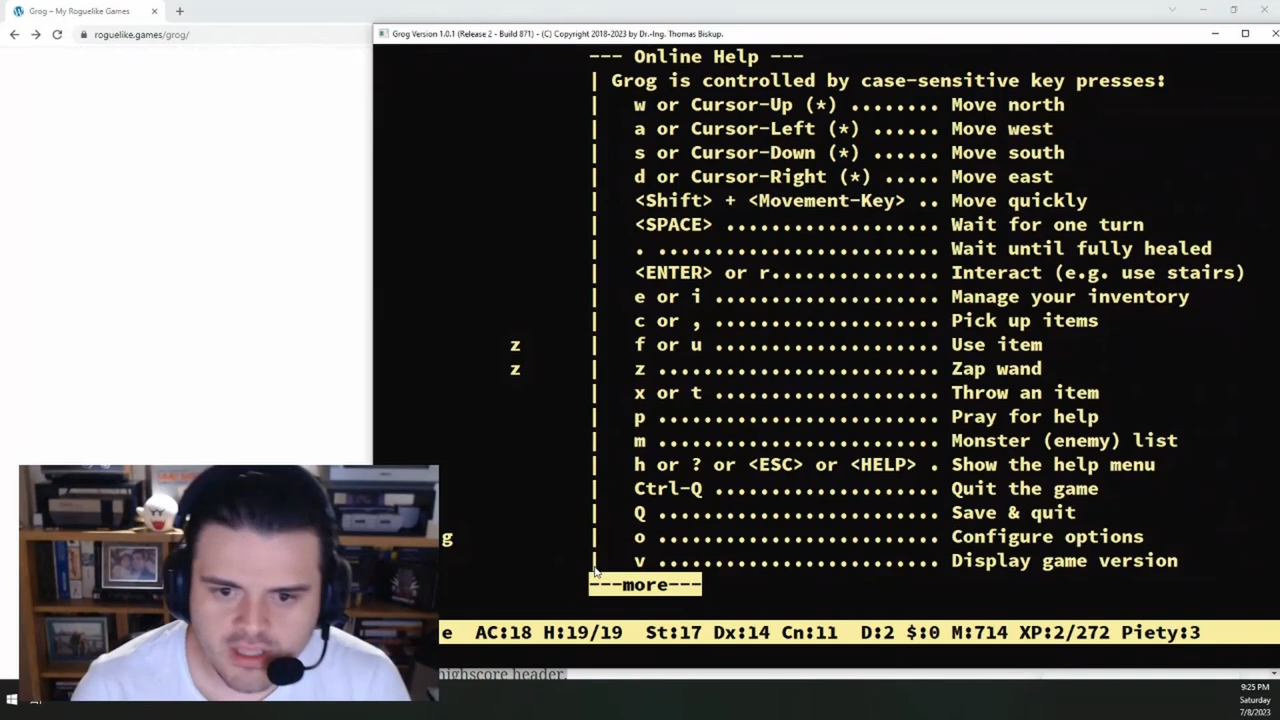 Grog – My Roguelike Games
roguelike.games/grog/
Grog Version 1.0.1 (Release 2 - Build 871) - (C) Copyright 2018-2023 by Dr.-Ing. Thomas Biskup.
--- Online Help ---
| Grog is controlled by case-sensitive key presses:
| w or Cursor-Up (*) ........ Move north
| a or Cursor-Left (*) ...... Move west
| s or Cursor-Down (*) ...... Move south
| d or Cursor-Right (*) ..... Move east
| <Shift> + <Movement-Key> .. Move quickly
| <SPACE> ................... Wait for one turn
| . ......................... Wait until fully healed
| <ENTER> or r............... Interact (e.g. use stairs)
| e or i .................... Manage your inventory
| c or , .................... Pick up items
z | f or u .................... Use item
z | z ......................... Zap wand
| x or t .................... Throw an item
| p ......................... Pray for help
| m ......................... Monster (enemy) list
| h or ? or <ESC> or <HELP> . Show the help menu
| Ctrl-Q .................... Quit the game
| Q ......................... Save & quit
g | o ......................... Configure options
| v ......................... Display game version
---more---
e AC:18 H:19/19 St:17 Dx:14 Cn:11 D:2 $:0 M:714 XP:2/272 Piety:3
highscore header
9:25 PM
Saturday
7/8/2023